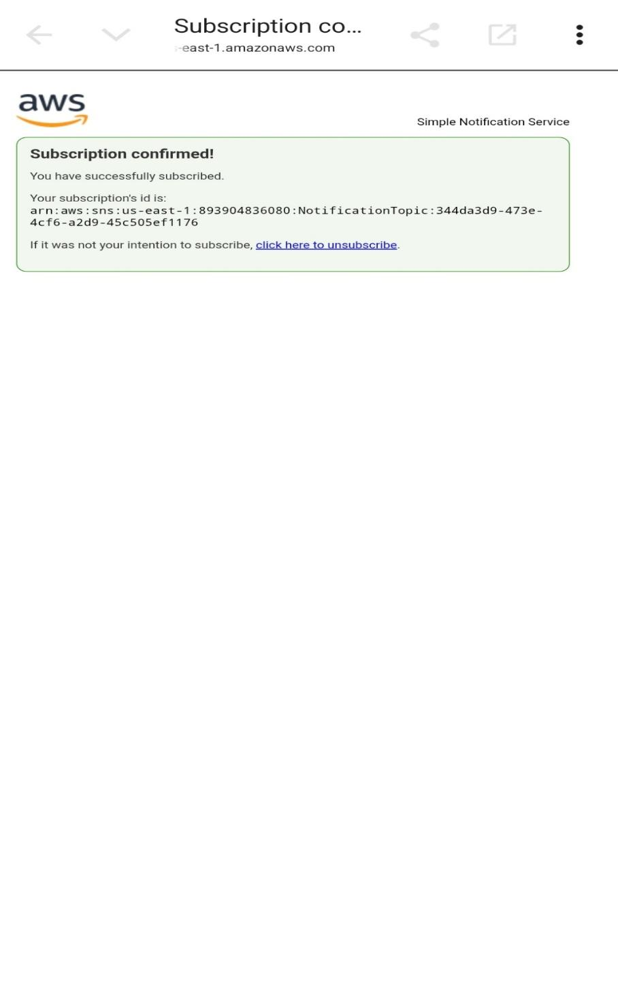 Subscription co...
-east-1.amazonaws.com
aws
Simple Notification Service
Subscription confirmed!
You have successfully subscribed.
Your subscription's id is:
arn:aws:sns:us-east-1:893904836080:NotificationTopic:344da3d9-473e-
4cf6-a2d9-45c505ef1176
If it was not your intention to subscribe, click here to unsubscribe.